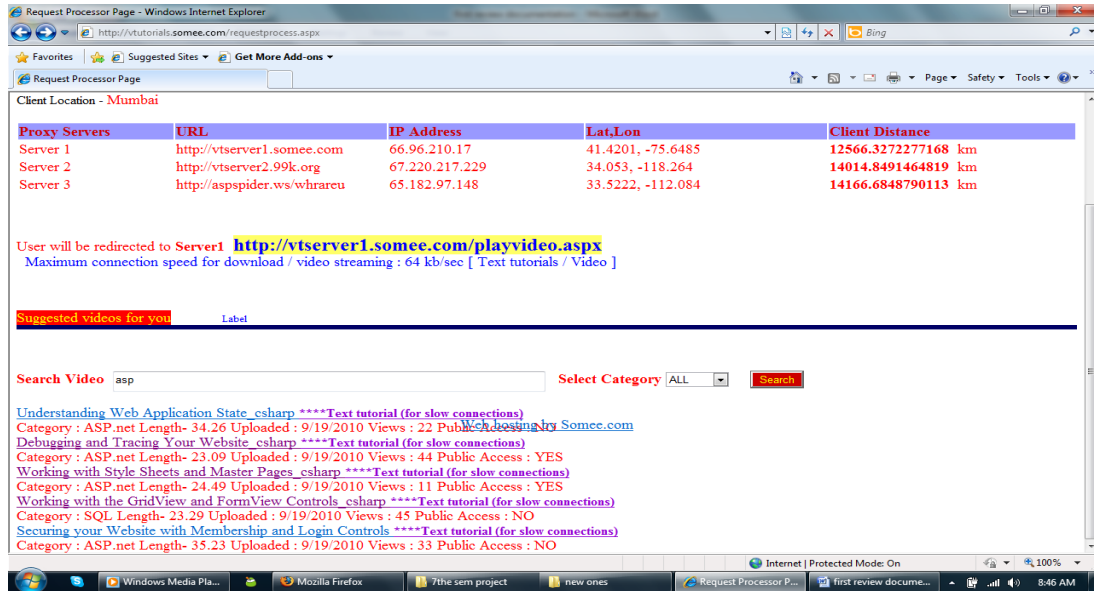 Request Processor Page - Windows Internet Explorer
http://vtutorials.somee.com/requestprocess.aspx
Bing
Favorites Suggested Sites Get More Add-ons
Request Processor Page
Page Safety Tools
Client Location - Mumbai
Proxy Servers URL IP Address Lat,Lon Client Distance
Server 1 http://vtserver1.somee.com 66.96.210.17 41.4201, -75.6485 12566.3272277168 km
Server 2 http://vtserver2.99k.org 67.220.217.229 34.053, -118.264 14014.8491464819 km
Server 3 http://aspspider.ws/whrareu 65.182.97.148 33.5222, -112.084 14166.6848790113 km
User will be redirected to Server1 http://vtserver1.somee.com/playvideo.aspx
Maximum connection speed for download / video streaming : 64 kb/sec [ Text tutorials / Video ]
Suggested videos for you Label
Search Video asp Select Category ALL Search
Understanding Web Application State_csharp ****Text tutorial (for slow connections)
Category : ASP.net Length- 34.26 Uploaded : 9/19/2010 Views : 22 Public Access : NO
Web hosting by Somee.com
Debugging and Tracing Your Website_csharp ****Text tutorial (for slow connections)
Category : ASP.net Length- 23.09 Uploaded : 9/19/2010 Views : 44 Public Access : YES
Working with Style Sheets and Master Pages_csharp ****Text tutorial (for slow connections)
Category : ASP.net Length- 24.49 Uploaded : 9/19/2010 Views : 11 Public Access : YES
Working with the GridView and FormView Controls_csharp ****Text tutorial (for slow connections)
Category : SQL Length- 23.29 Uploaded : 9/19/2010 Views : 45 Public Access : NO
Securing your Website with Membership and Login Controls ****Text tutorial (for slow connections)
Category : ASP.net Length- 35.23 Uploaded : 9/19/2010 Views : 33 Public Access : NO
Internet | Protected Mode: On 100%
Windows Media Pla... Mozilla Firefox 7the sem project new ones Request Processor P... first review docume... 8:46 AM